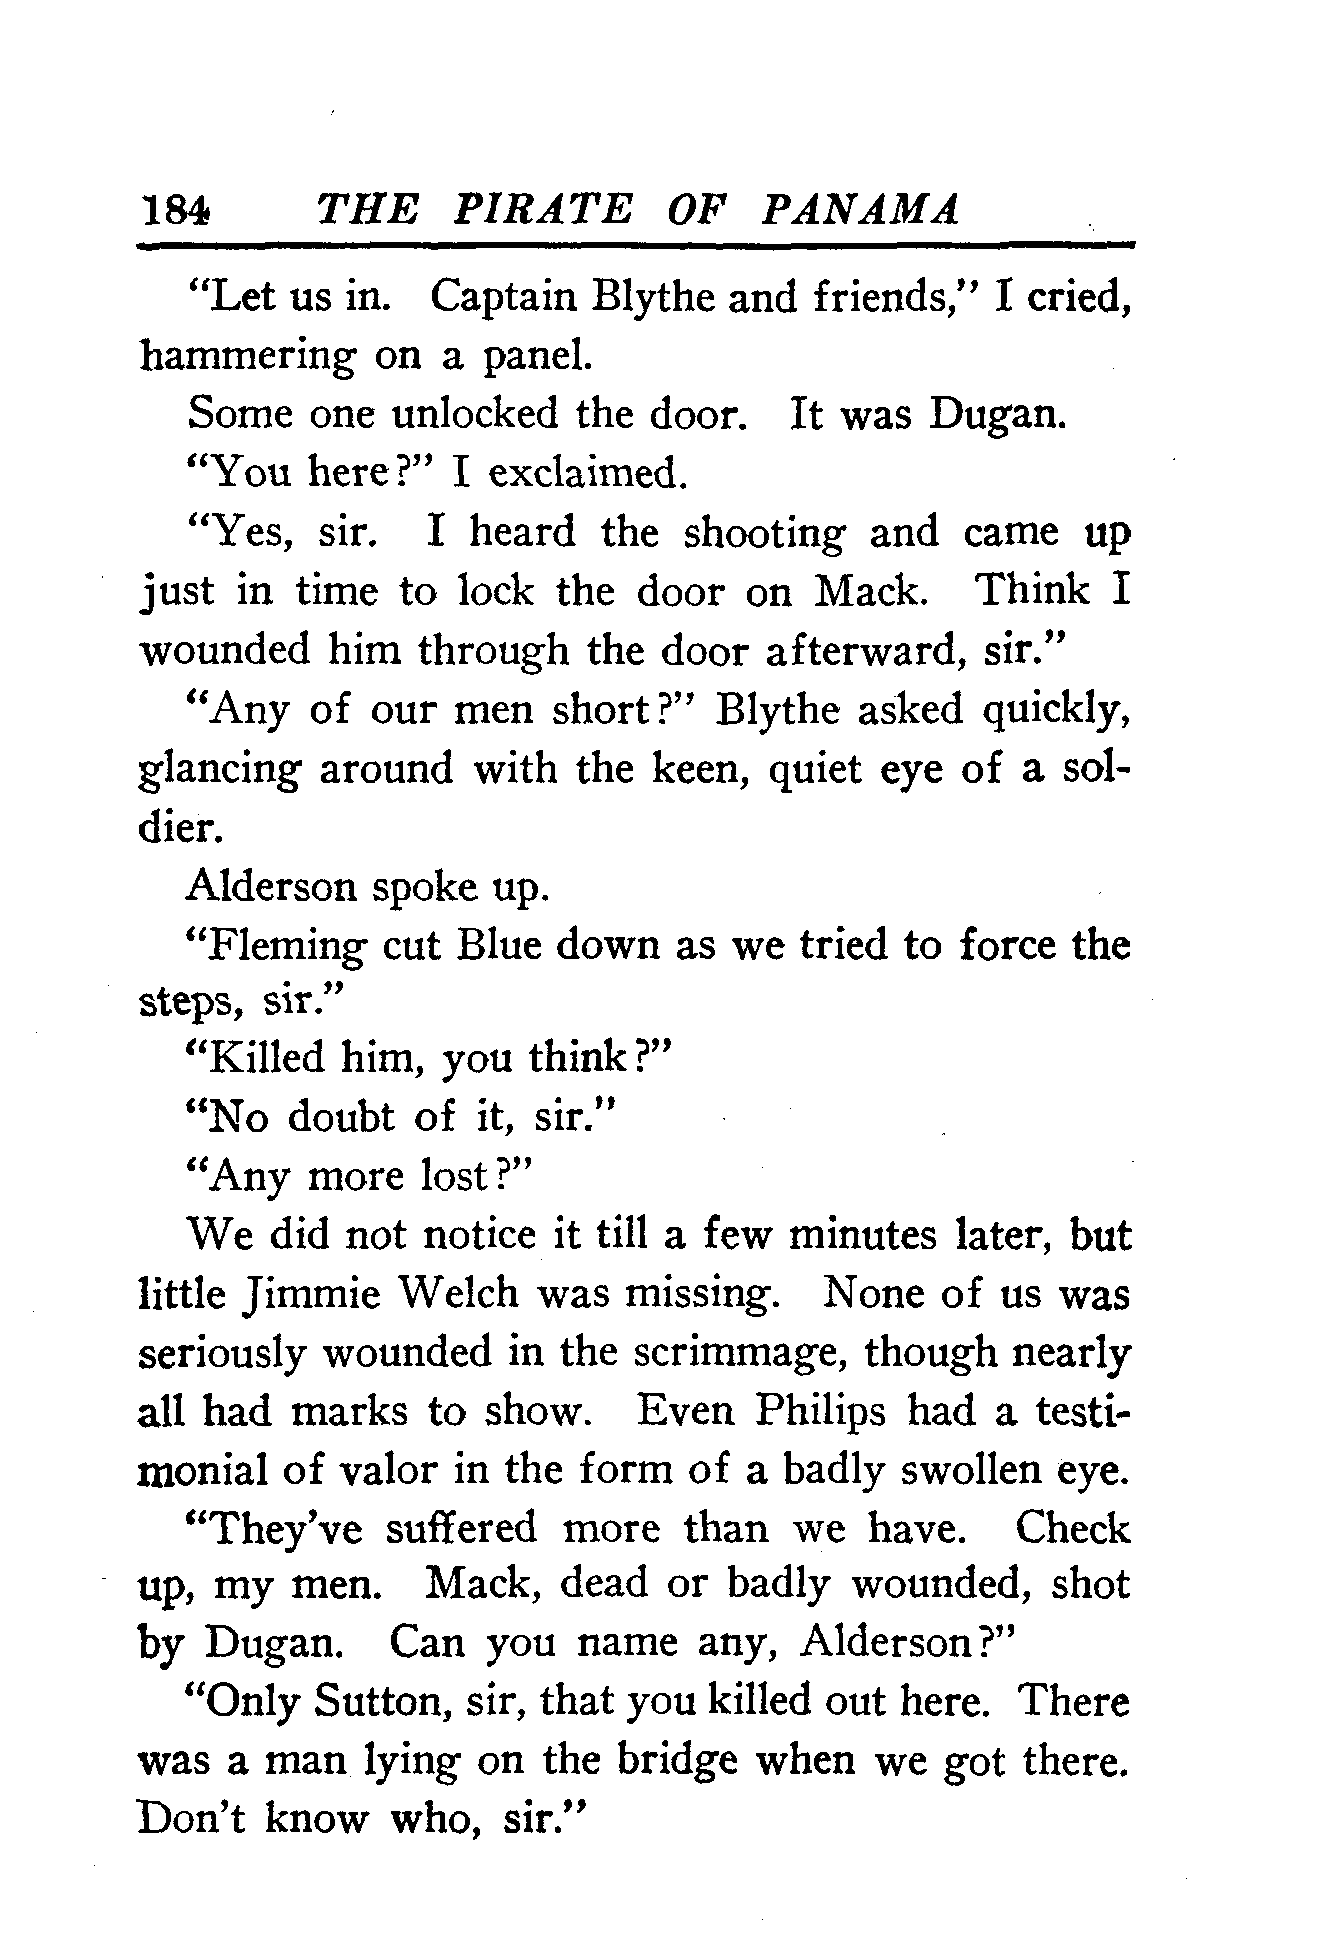 184 THE PIRATE OF PANAMA
“Let us in. Captain Blythe and friends,” I cried,
hammering on a panel.
Some one unlocked the door. It was Dugan.
“You here?” I exclaimed.
“Yes, sir. I heard the shooting and came up
just in time to lock the door on Mack. Think I
wounded him through the door afterward, sir.”
“Any of our men short?” Blythe asked quickly,
glancing around with the keen, quiet eye of a sol-
dier.
Alderson spoke up.
“Fleming cut Blue down as we tried to force the
steps, sir.”
“Killed him, you think?”
“No doubt of it, sir.”
“Any more lost?”
We did not notice it till a few minutes later, but
little Jimmie Welch was missing. None of us was
seriously wounded in the scrimmage, though nearly
all had marks to show. Even Philips had a testi-
monial of valor in the form of a badly swollen eye.
“They’ve suffered more than we have. Check
up, my men. Mack, dead or badly wounded, shot
by Dugan. Can you name any, Alderson?”
“Only Sutton, sir, that you killed out here. There
was a man lying on the bridge when we got there.
Don’t know who, sir.”